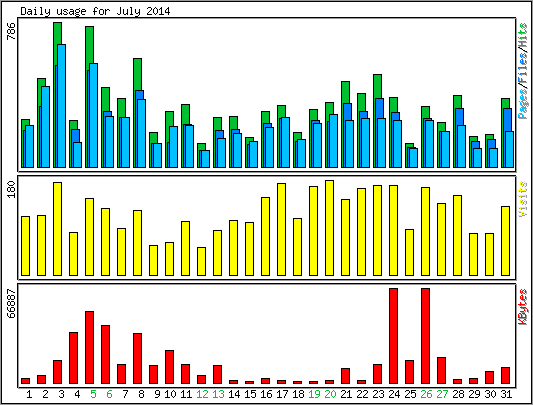 Daily usage for July 2014
786
Pages/Files/Hits
180
Visits
66887
KBytes
1 2 3 4 5 6 7 8 9 10 11 12 13 14 15 16 17 18 19 20 21 22 23 24 25 26 27 28 29 30 31